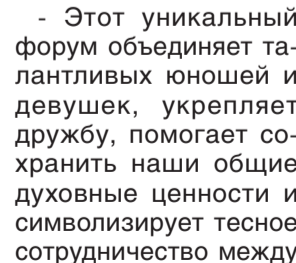 - Этот уникальный
форум объединяет та-
лантливых юношей и
девушек, укрепляет
дружбу, помогает со-
хранить наши общие
духовные ценности и
символизирует тесное
сотрудничество между